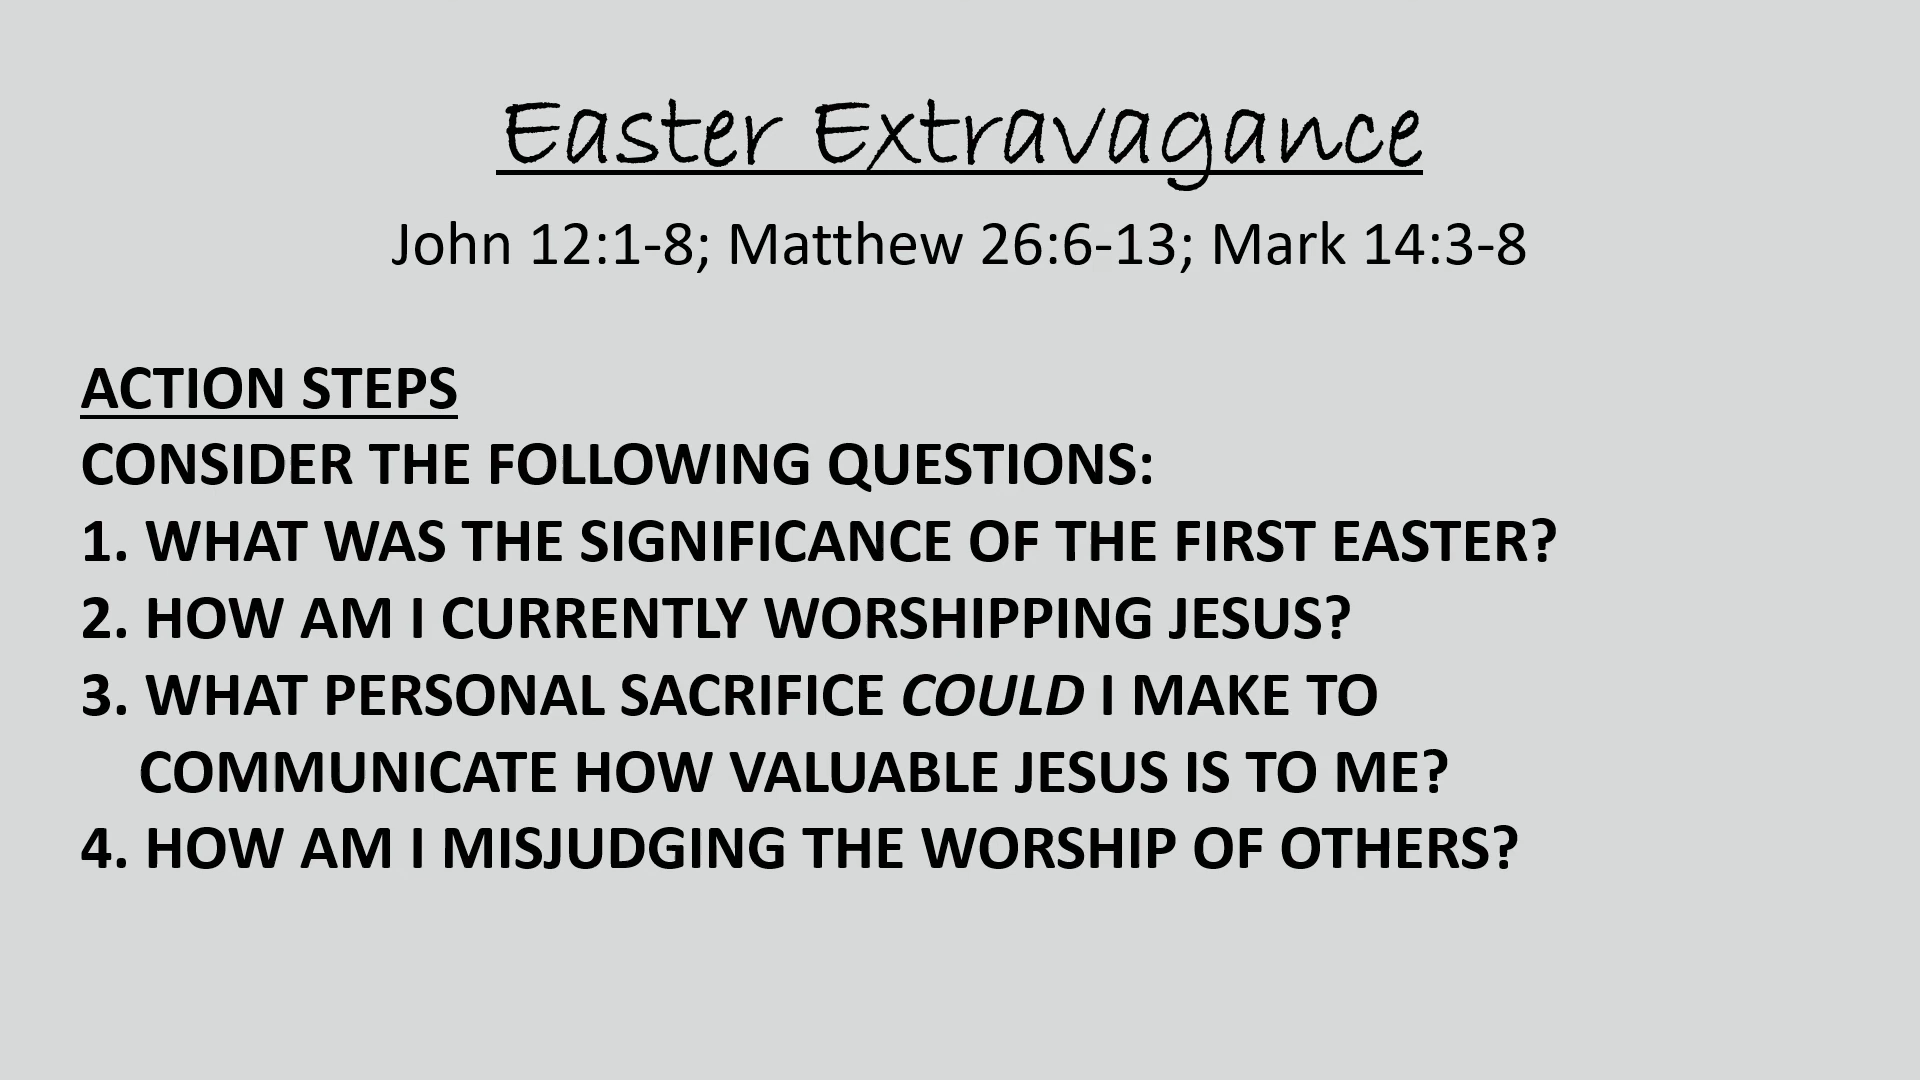 Easter Extravagance
John 12:1-8; Matthew 26:6-13; Mark 14:3-8
ACTION STEPS
CONSIDER THE FOLLOWING QUESTIONS:
1. WHAT WAS THE SIGNIFICANCE OF THE FIRST EASTER?
2. HOW AM I CURRENTLY WORSHIPPING JESUS?
3. WHAT PERSONAL SACRIFICE COULD I MAKE TO
COMMUNICATE HOW VALUABLE JESUS IS TO ME?
4. HOW AM I MISJUDGING THE WORSHIP OF OTHERS?